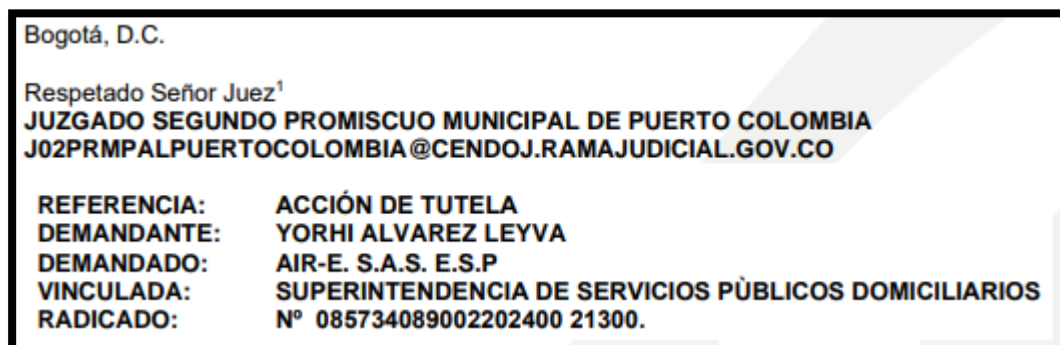 Bogotá, D.C.
Respetado Señor Juez¹
JUZGADO SEGUNDO PROMISCUO MUNICIPAL DE PUERTO COLOMBIA
J02PRMPALPUERTOCOLOMBIA@CENDOJ.RAMAJUDICIAL.GOV.CO
REFERENCIA: ACCIÓN DE TUTELA
DEMANDANTE: YORHI ALVAREZ LEYVA
DEMANDADO: AIR-E. S.A.S. E.S.P
VINCULADA: SUPERINTENDENCIA DE SERVICIOS PÙBLICOS DOMICILIARIOS
RADICADO: Nº 085734089002202400 21300.